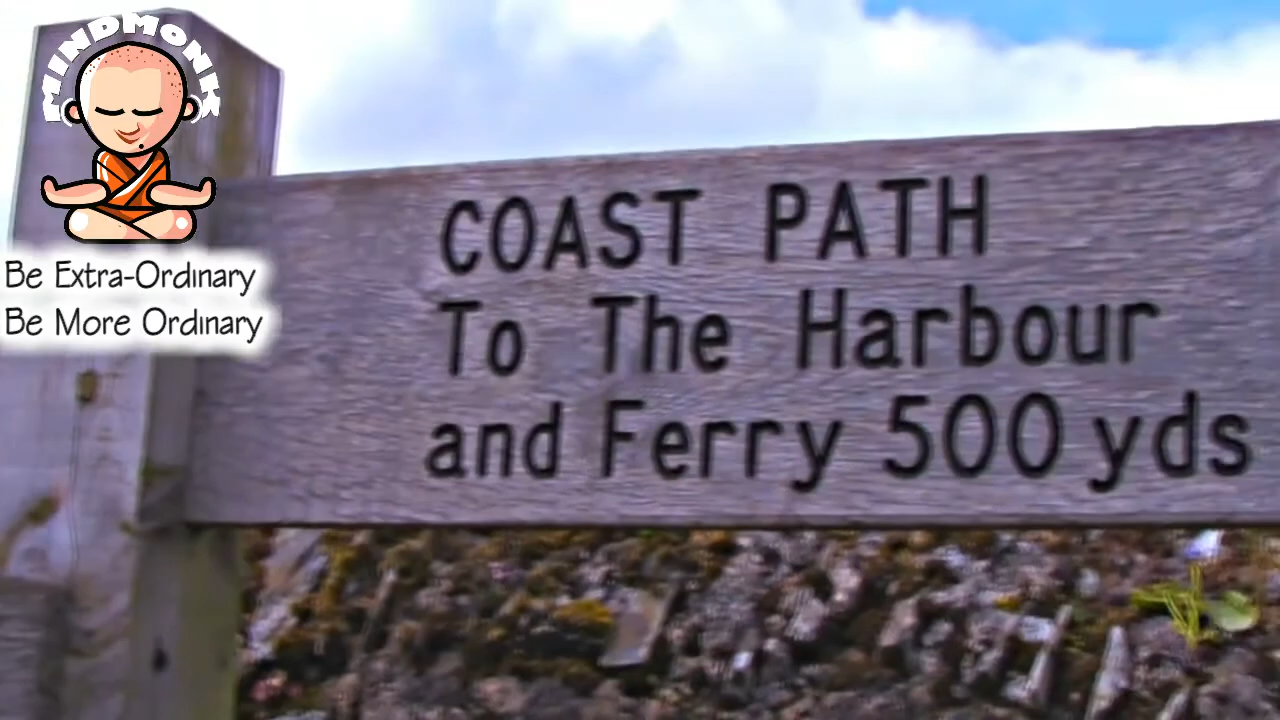 MINDMONK
Be Extra-Ordinary
Be More Ordinary
COAST PATH
To The Harbour
and Ferry 500 yds